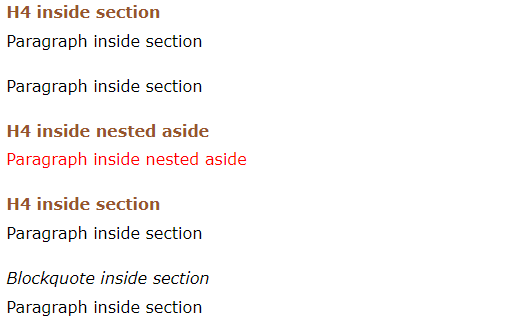 H4 inside section
Paragraph inside section
Paragraph inside section
H4 inside nested aside
Paragraph inside nested aside
H4 inside section
Paragraph inside section
Blockquote inside section
Paragraph inside section